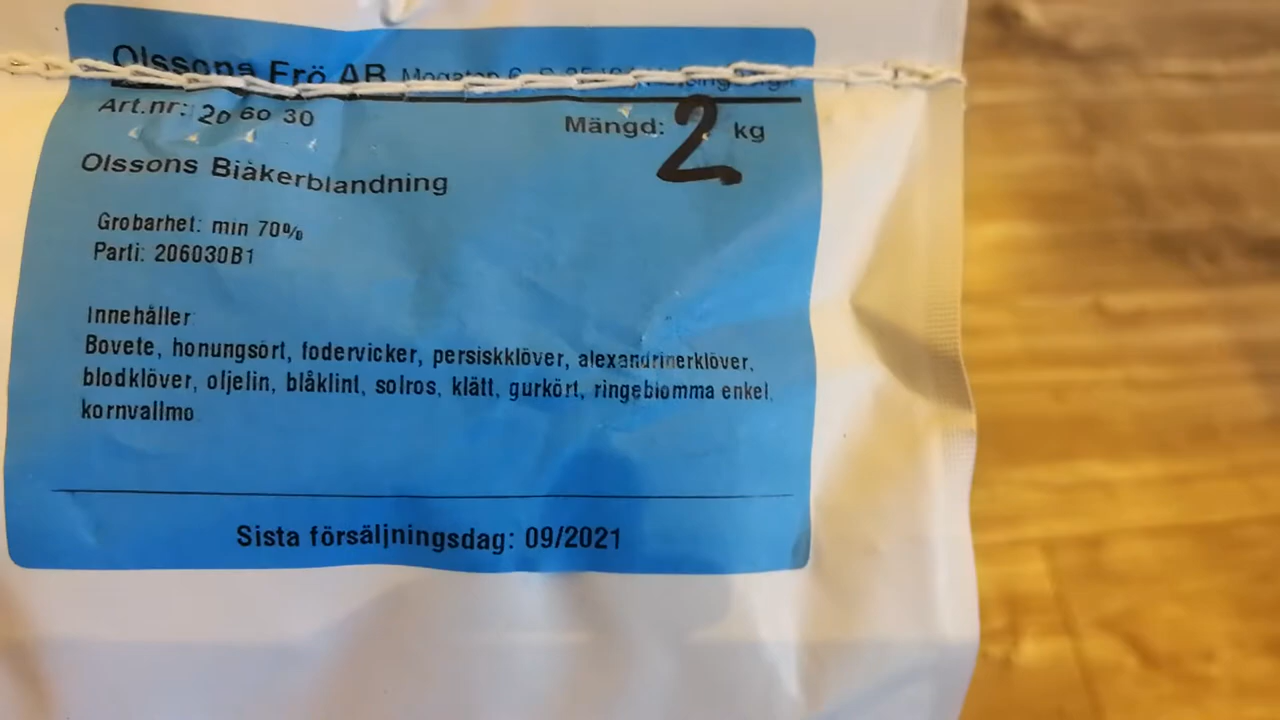 Olssons Frö AB
Art.nr: 20 60 30
Mängd: 2 kg
Olssons Biåkerblandning
Grobarhet: min 70%
Parti: 206030B1
Innehåller
Bovete, honungsört, fodervicker, persiskklöver, alexandrinerklöver,
blodklöver, oljelin, blåklint, solros, klätt, gurkört, ringeblomma enkel,
kornvallmo
Sista försäljningsdag: 09/2021